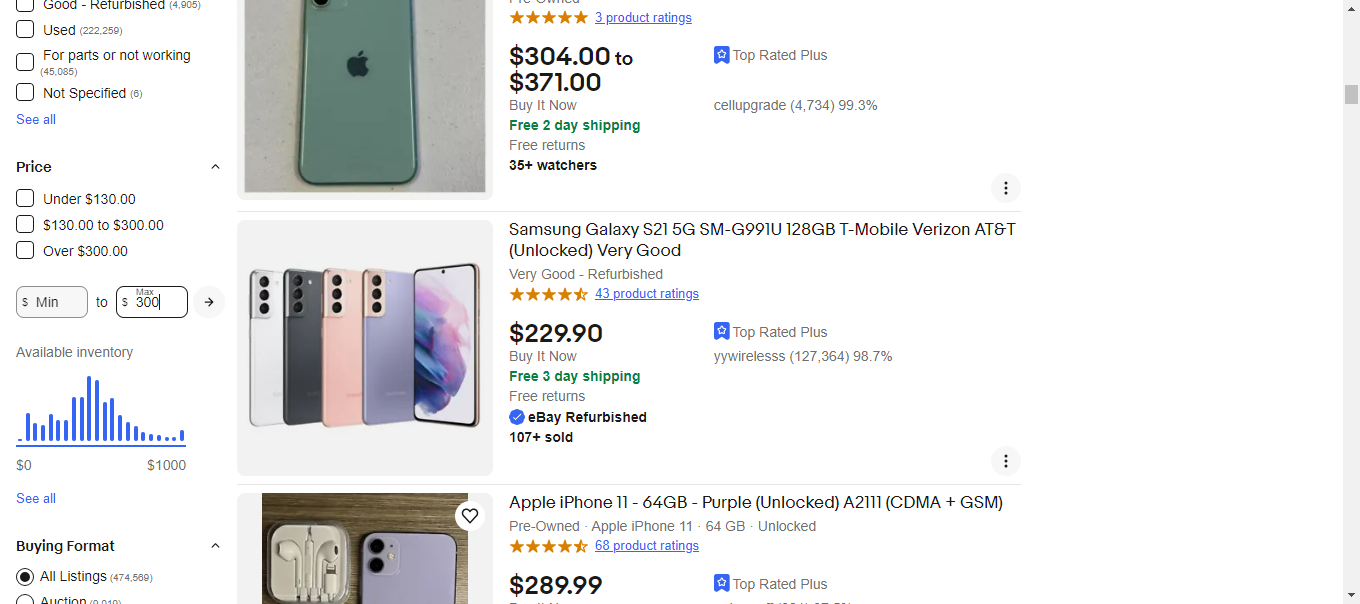 Good - Refurbished (4,905)
Used (222,259)
For parts or not working
(45,085)
Not Specified (6)
See all
Price
Under $130.00
$130.00 to $300.00
Over $300.00
$ Min to $ Max 300
Available inventory
$0 $1000
See all
Buying Format
All Listings (474,569)
Auction (9,019)
Pre-Owned
3 product ratings
$304.00 to
$371.00
Buy It Now
Free 2 day shipping
Free returns
35+ watchers
Top Rated Plus
cellupgrade (4,734) 99.3%
Samsung Galaxy S21 5G SM-G991U 128GB T-Mobile Verizon AT&T
(Unlocked) Very Good
Very Good - Refurbished
43 product ratings
$229.90
Buy It Now
Free 3 day shipping
Free returns
eBay Refurbished
107+ sold
Top Rated Plus
yywirelesss (127,364) 98.7%
Apple iPhone 11 - 64GB - Purple (Unlocked) A2111 (CDMA + GSM)
Pre-Owned · Apple iPhone 11 · 64 GB · Unlocked
68 product ratings
$289.99
Top Rated Plus